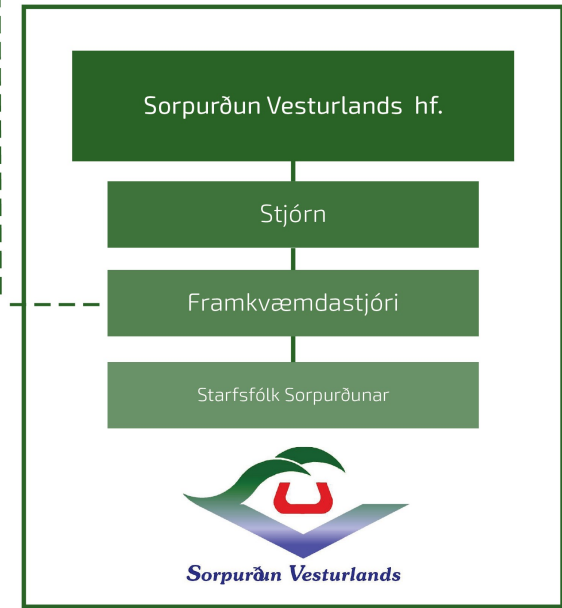 Sorpurðun Vesturlands hf.
Stjórn
Framkvæmdastjóri
Starfsfólk Sorpurðunar
Sorpurðun Vesturlands